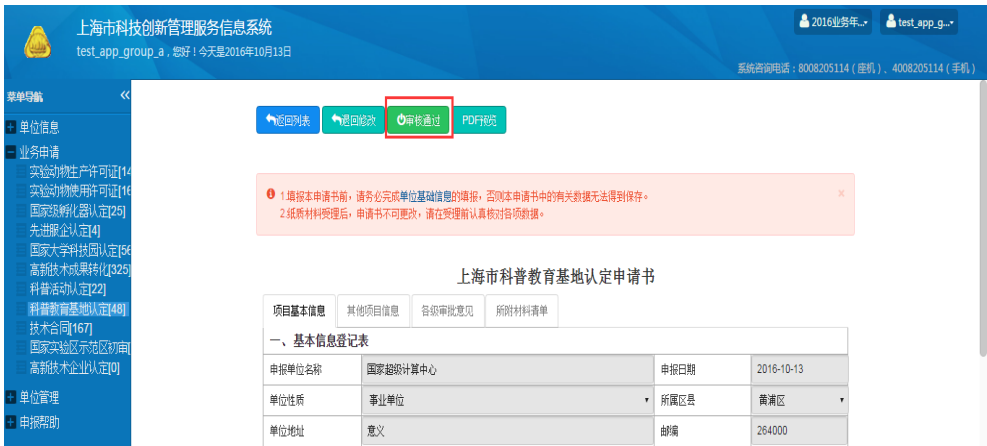 上海市科技创新管理服务信息系统
test_app_group_a，您好！今天是2016年10月13日
2016业务年...
test_app_g...
系统咨询电话：8008205114（座机）、4008205114（手机）
菜单导航
单位信息
业务申请
实验动物生产许可证[14
实验动物使用许可证[16
国家级孵化器认定[25]
先进服企认定[4]
国家大学科技园认定[56
高新技术成果转化[325]
科普活动认定[22]
科普教育基地认定[48]
技术合同[167]
国家实验区示范区初审[
高新技术企业认定[0]
单位管理
申报帮助
返回列表 退回修改 审核通过 PDF预览
1.填报本申请书前，请务必完成单位基础信息的填报，否则本申请书中的有关数据无法得到保存。
2.纸质材料受理后，申请书不可更改，请在受理前认真核对各项数据。
上海市科普教育基地认定申请书
项目基本信息 其他项目信息 各级审批意见 所附材料清单
一、基本信息登记表
申报单位名称 国家超级计算中心 申报日期 2016-10-13
单位性质 事业单位 所属区县 黄浦区
单位地址 意义 邮编 264000